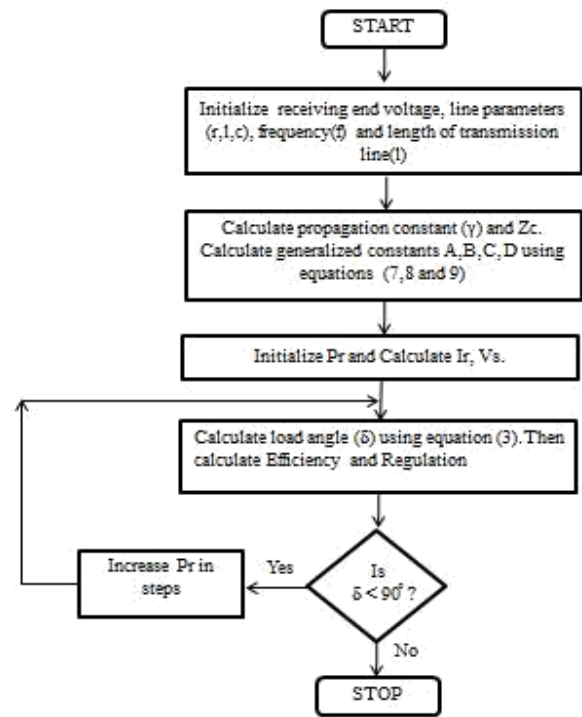 START
Initialize receiving end voltage, line parameters
(r,l,c), frequency(f) and length of transmission
line(l)
Calculate propagation constant (γ) and Zc.
Calculate generalized constants A,B,C,D using
equations (7,8 and 9)
Initialize Pr and Calculate Ir, Vs.
Calculate load angle (δ) using equation (3).Then
calculate Efficiency and Regulation
Increase Pr in
steps
Yes
Is
δ < 90° ?
No
STOP